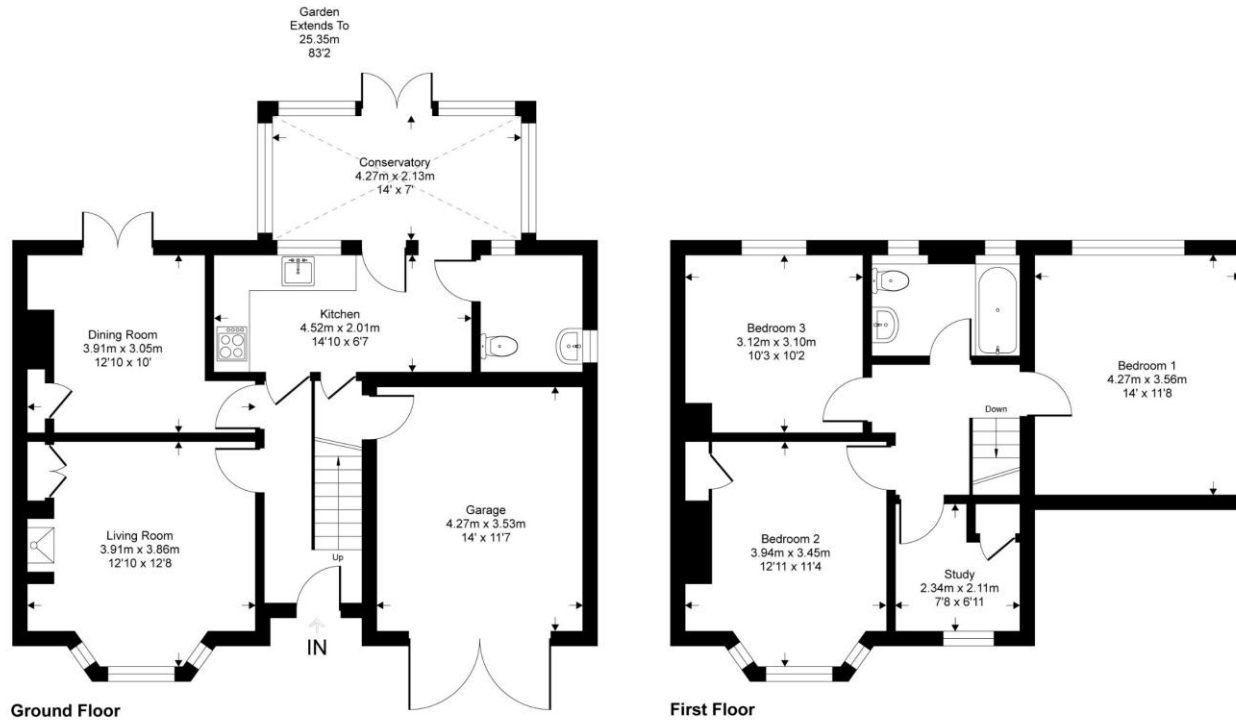 Garden
Extends To
25.35m
83'2
Conservatory
4.27m x 2.13m
14' x 7'
Kitchen
4.52m x 2.01m
14'10 x 6'7
Dining Room
3.91m x 3.05m
12'10 x 10'
Living Room
3.91m x 3.86m
12'10 x 12'8
Garage
4.27m x 3.53m
14' x 11'7
Up
IN
Ground Floor
Bedroom 3
3.12m x 3.10m
10'3 x 10'2
Bedroom 1
4.27m x 3.56m
14' x 11'8
Down
Bedroom 2
3.94m x 3.45m
12'11 x 11'4
Study
2.34m x 2.11m
7'8 x 6'11
First Floor